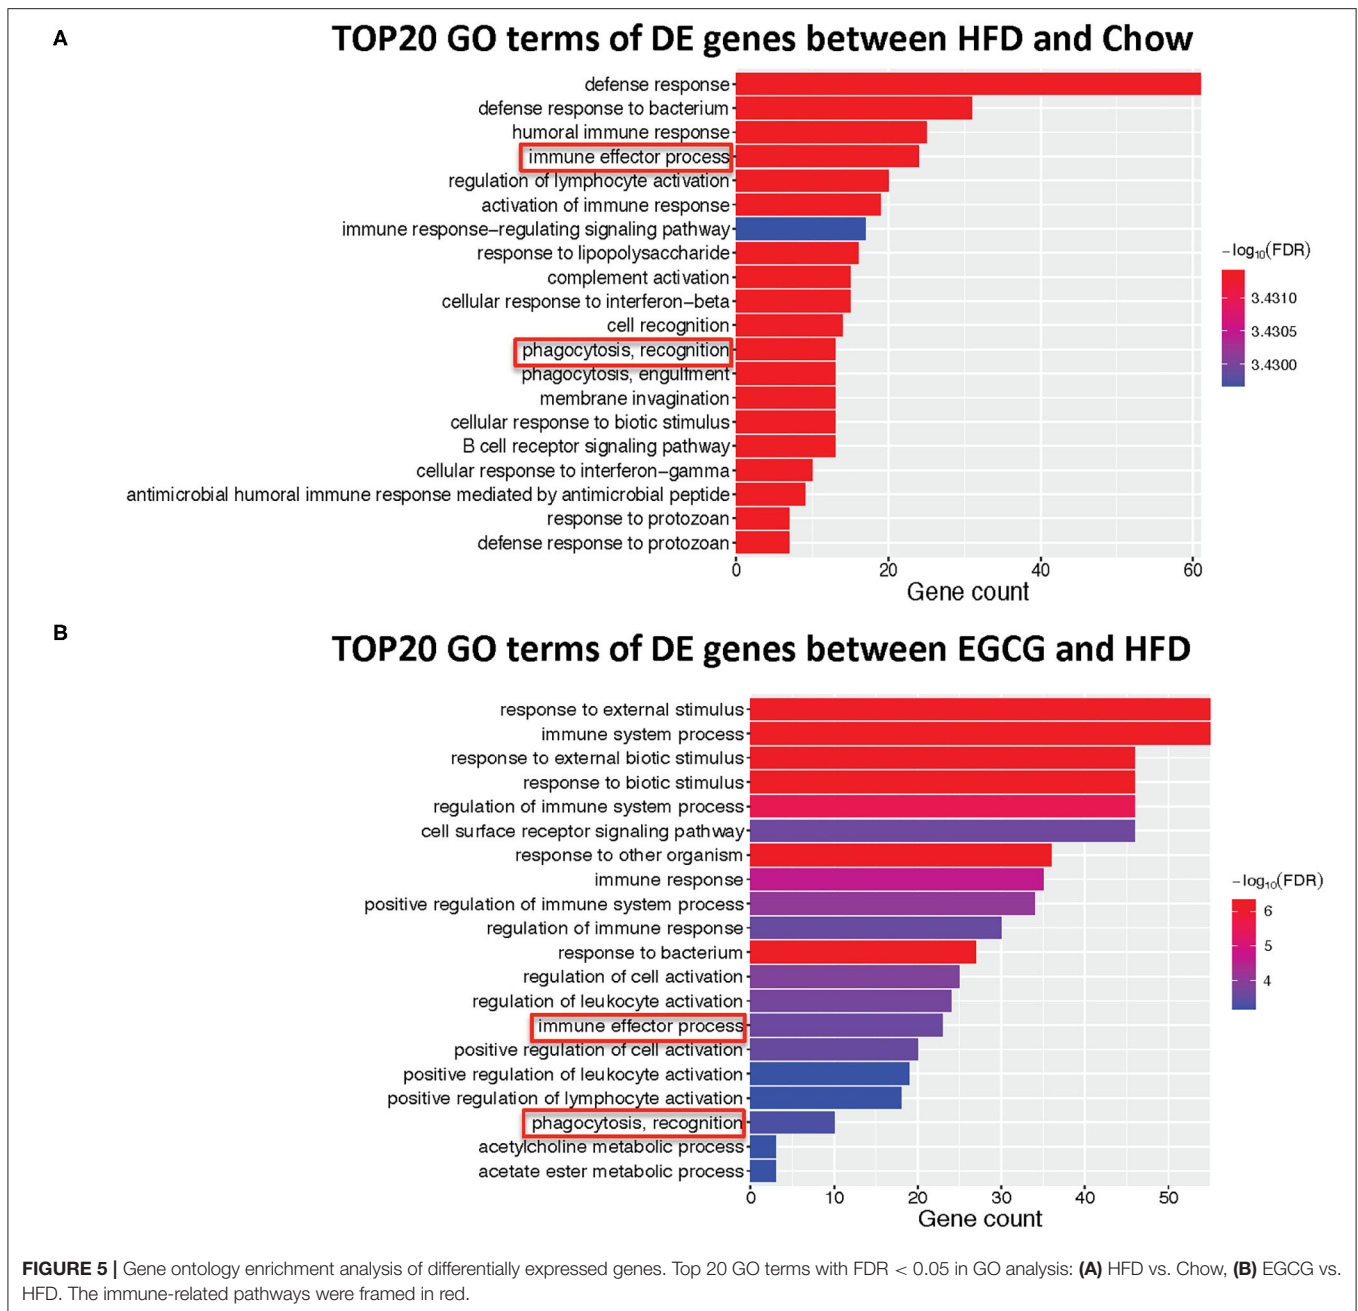 A
TOP20 GO terms of DE genes between HFD and Chow
defense response
defense response to bacterium
humoral immune response
immune effector process
regulation of lymphocyte activation
activation of immune response
immune response−regulating signaling pathway
response to lipopolysaccharide
complement activation
cellular response to interferon−beta
cell recognition
phagocytosis, recognition
phagocytosis, engulfment
membrane invagination
cellular response to biotic stimulus
B cell receptor signaling pathway
cellular response to interferon−gamma
antimicrobial humoral immune response mediated by antimicrobial peptide
response to protozoan
defense response to protozoan
0 20 40 60
Gene count
−log10(FDR)
3.4310
3.4305
3.4300
B
TOP20 GO terms of DE genes between EGCG and HFD
response to external stimulus
immune system process
response to external biotic stimulus
response to biotic stimulus
regulation of immune system process
cell surface receptor signaling pathway
response to other organism
immune response
positive regulation of immune system process
regulation of immune response
response to bacterium
regulation of cell activation
regulation of leukocyte activation
immune effector process
positive regulation of cell activation
positive regulation of leukocyte activation
positive regulation of lymphocyte activation
phagocytosis, recognition
acetylcholine metabolic process
acetate ester metabolic process
0 10 20 30 40 50
Gene count
−log10(FDR)
6
5
4
FIGURE 5 | Gene ontology enrichment analysis of differentially expressed genes. Top 20 GO terms with FDR < 0.05 in GO analysis: (A) HFD vs. Chow, (B) EGCG vs.
HFD. The immune-related pathways were framed in red.